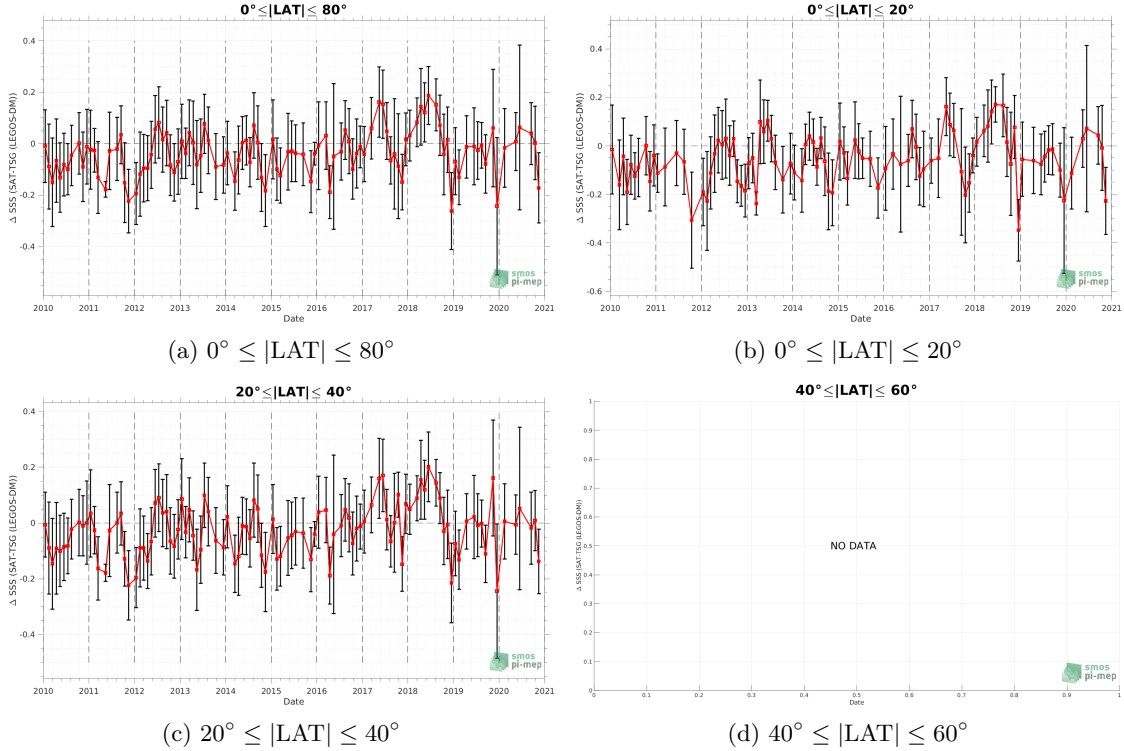 0°≤|LAT|≤ 80°
Δ SSS (SAT-TSG (LEGOS-DM))
0.4
0.2
0
-0.2
-0.4
2010 2011 2012 2013 2014 2015 2016 2017 2018 2019 2020 2021
Date
smos
pi-mep
(a) 0° ≤ |LAT| ≤ 80°
0°≤|LAT|≤ 20°
Δ SSS (SAT-TSG (LEGOS-DM))
0.4
0.2
0
-0.2
-0.4
-0.6
2010 2011 2012 2013 2014 2015 2016 2017 2018 2019 2020 2021
Date
smos
pi-mep
(b) 0° ≤ |LAT| ≤ 20°
20°≤|LAT|≤ 40°
Δ SSS (SAT-TSG (LEGOS-DM))
0.4
0.2
0
-0.2
-0.4
2010 2011 2012 2013 2014 2015 2016 2017 2018 2019 2020 2021
Date
smos
pi-mep
(c) 20° ≤ |LAT| ≤ 40°
40°≤|LAT|≤ 60°
Δ SSS (SAT-TSG (LEGOS-DM))
1
0.9
0.8
0.7
0.6
0.5
0.4
0.3
0.2
0.1
0
NO DATA
0 0.1 0.2 0.3 0.4 0.5 0.6 0.7 0.8 0.9 1
Date
smos
pi-mep
(d) 40° ≤ |LAT| ≤ 60°